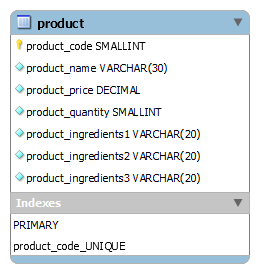 product
product_code SMALLINT
product_name VARCHAR(30)
product_price DECIMAL
product_quantity SMALLINT
product_ingredients1 VARCHAR(20)
product_ingredients2 VARCHAR(20)
product_ingredients3 VARCHAR(20)
Indexes
PRIMARY
product_code_UNIQUE